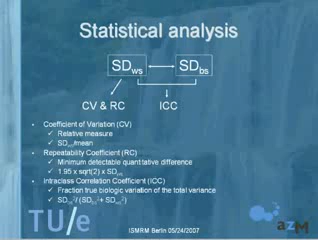 Statistical analysis
SDws SDbs
CV & RC ICC
• Coefficient of Variation (CV)
✓ Relative measure
✓ SDws/mean
• Repeatability Coefficient (RC)
✓ Minimum detectable quantitative difference
✓ 1.95 x sqrt(2) x SDws
• Intraclass Correlation Coefficient (ICC)
✓ Fraction true biologic variation of the total variance
✓ SDbs²/ (SDbs²+ SDws²)
TU/e
ISMRM Berlin 05/24/2007
azM